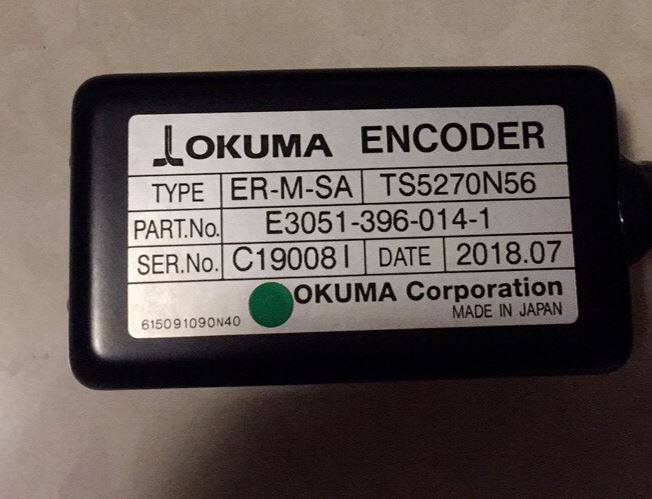 OKUMA ENCODER
TYPE ER-M-SA TS5270N56
PART.No. E3051-396-014-1
SER.No. C19008I DATE 2018.07
OKUMA Corporation
615091090N40 MADE IN JAPAN